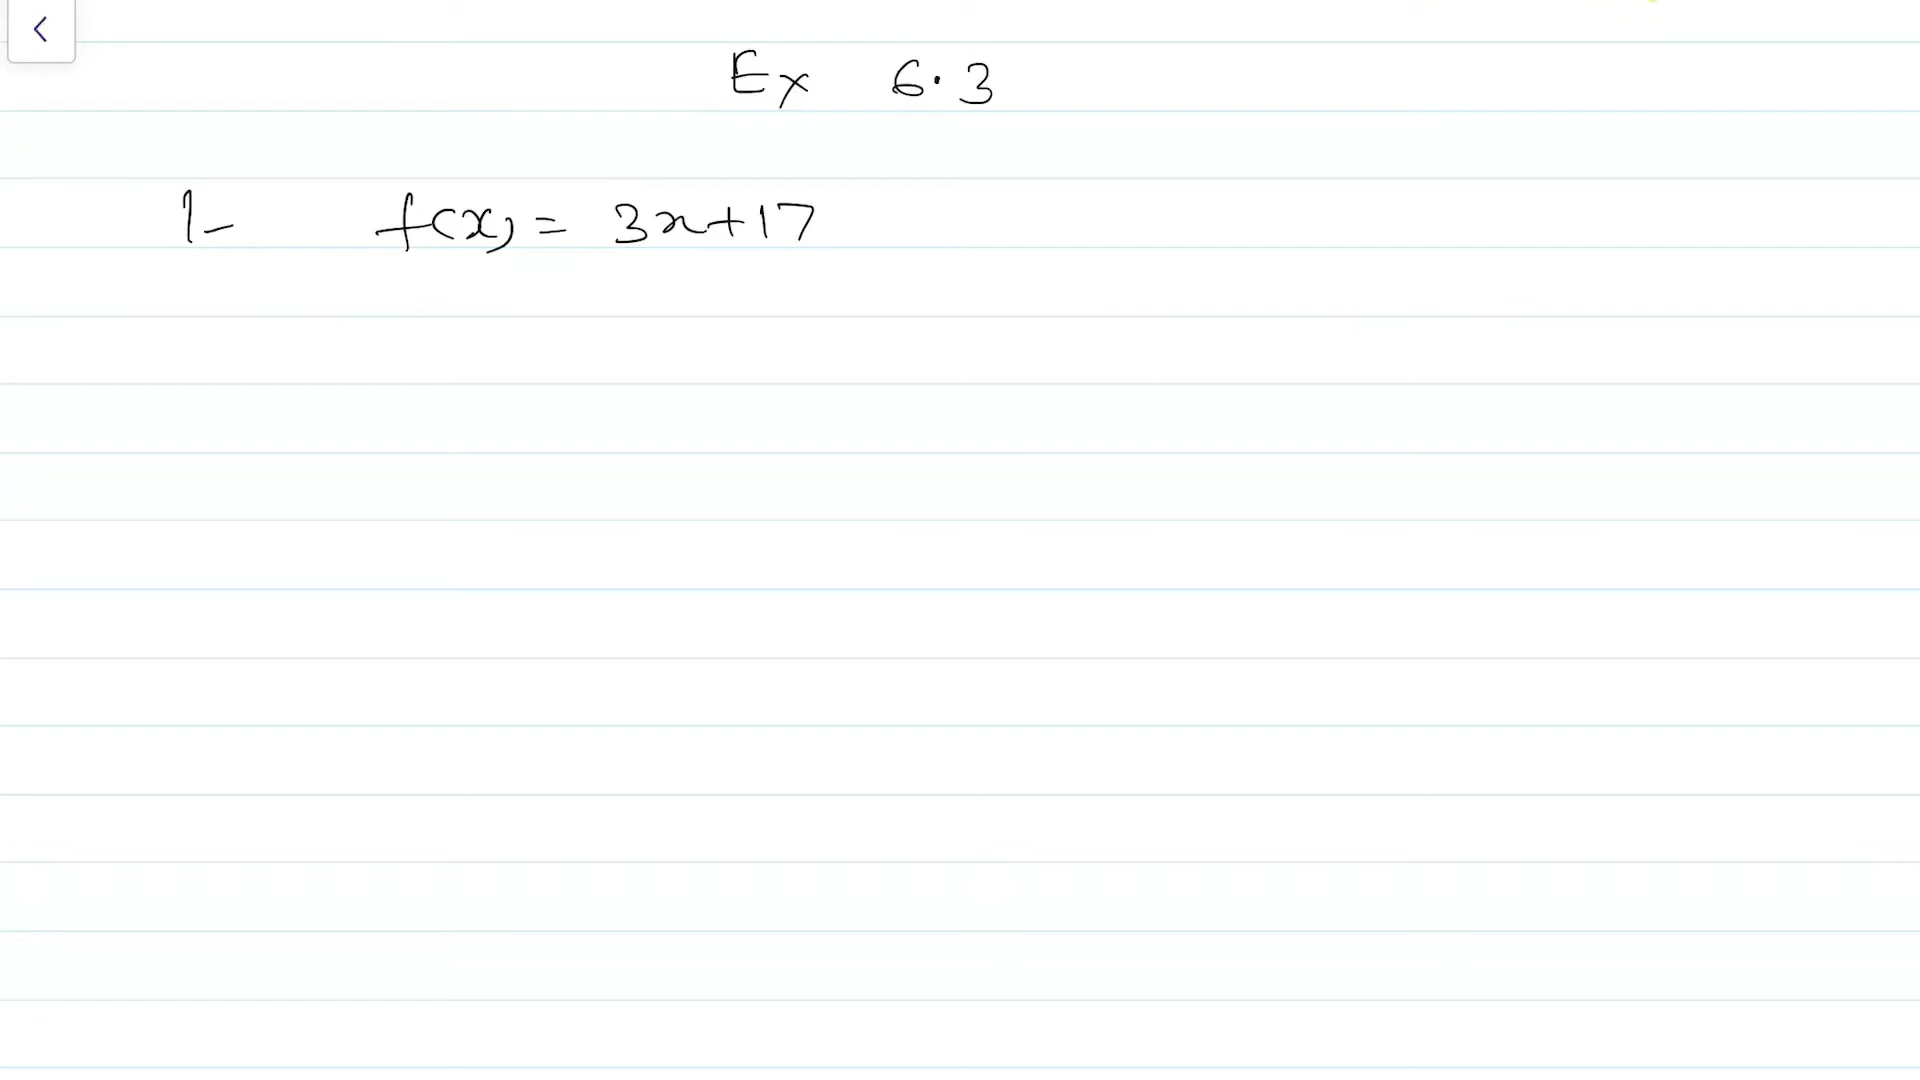 Ex 6.3
1- f(x) = 3x+17